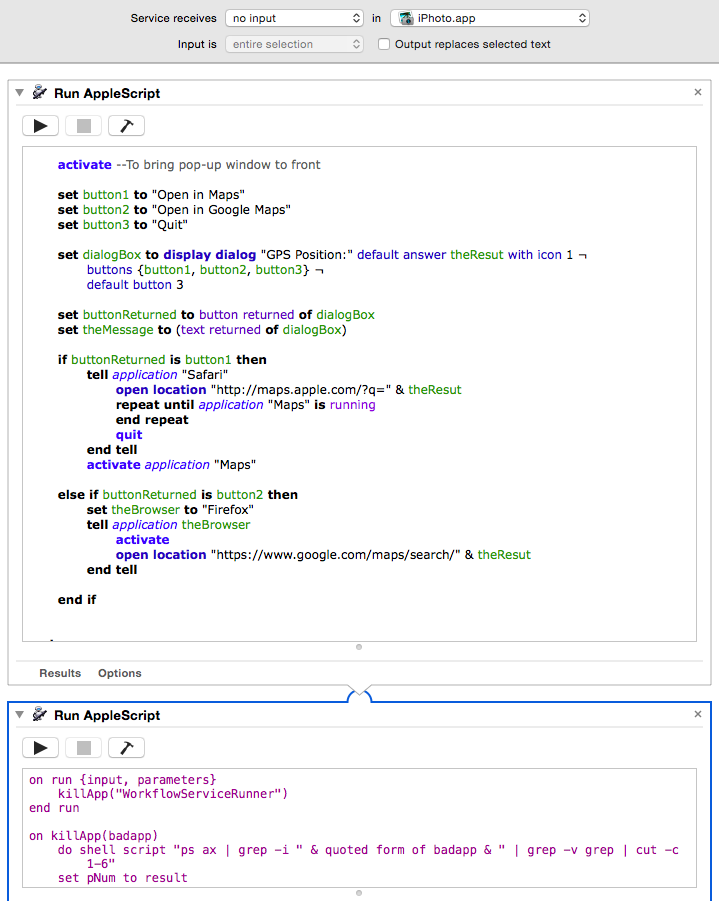 Service receives no input in iPhoto.app
Input is entire selection Output replaces selected text
Run AppleScript
activate --To bring pop-up window to front
set button1 to "Open in Maps"
set button2 to "Open in Google Maps"
set button3 to "Quit"
set dialogBox to display dialog "GPS Position:" default answer theResut with icon 1 ¬
buttons {button1, button2, button3} ¬
default button 3
set buttonReturned to button returned of dialogBox
set theMessage to (text returned of dialogBox)
if buttonReturned is button1 then
tell application "Safari"
open location "http://maps.apple.com/?q=" & theResut
repeat until application "Maps" is running
end repeat
quit
end tell
activate application "Maps"
else if buttonReturned is button2 then
set theBrowser to "Firefox"
tell application theBrowser
activate
open location "https://www.google.com/maps/search/" & theResut
end tell
end if
Results Options
Run AppleScript
on run {input, parameters}
killApp("WorkflowServiceRunner")
end run
on killApp(badapp)
do shell script "ps ax | grep -i " & quoted form of badapp & " | grep -v grep | cut -c
1-6"
set pNum to result